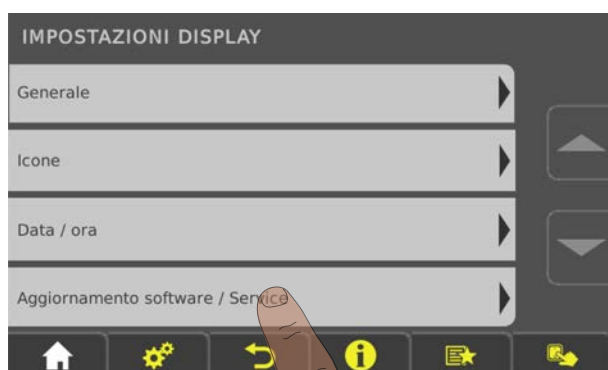 IMPOSTAZIONI DISPLAY
Generale
Icone
Data / ora
Aggiornamento software / Service